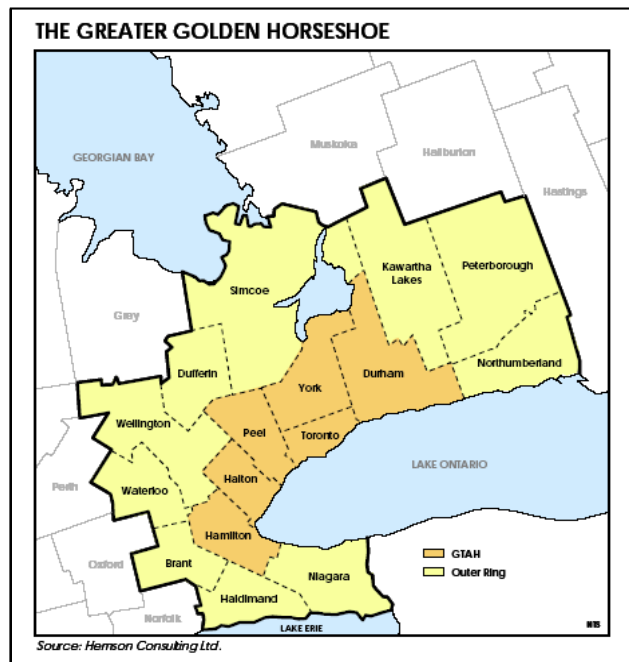 THE GREATER GOLDEN HORSESHOE
GEORGIAN BAY
Muskoka
Haliburton
Hastings
Grey
Simcoe
Kawartha
Lakes
Peterborough
Northumberland
Dufferin
York
Durham
Wellington
Peel
Toronto
Halton
LAKE ONTARIO
Perth
Waterloo
Hamilton
Oxford
Brant
Niagara
Haldimand
Norfolk
LAKE ERIE
GTAH
Outer Ring
NTS
Source: Hemson Consulting Ltd.